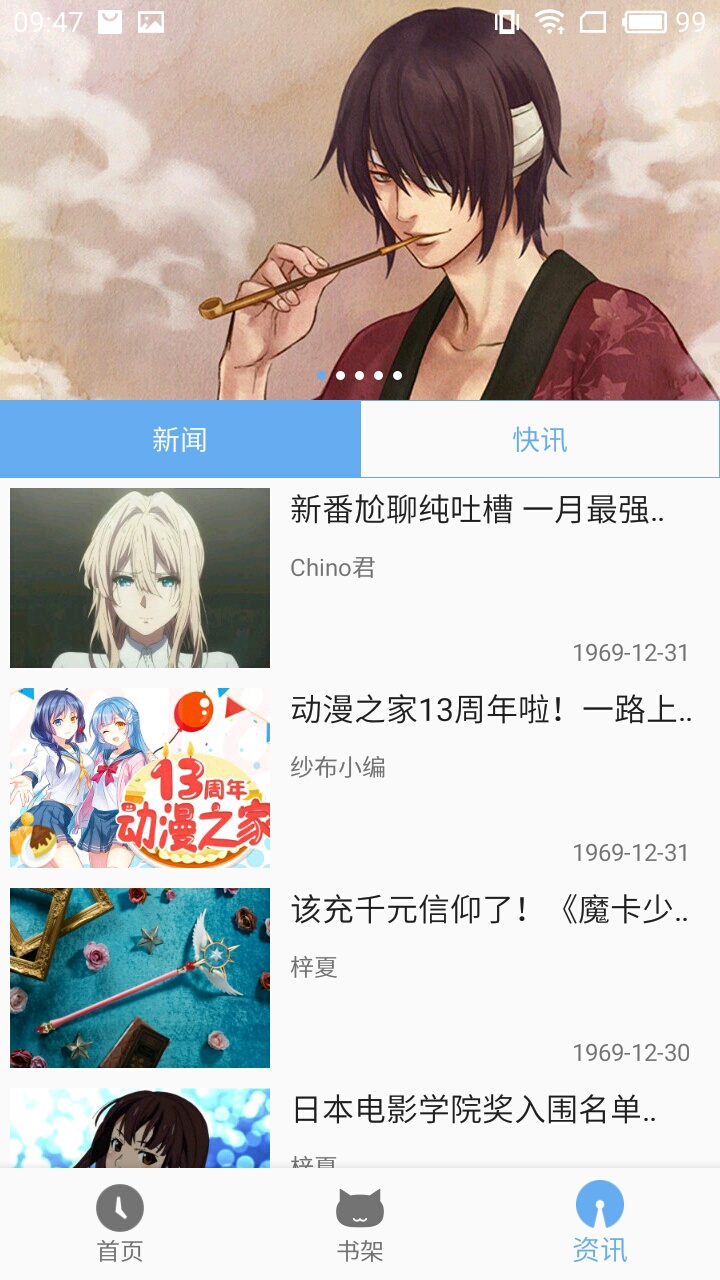 09:47
99
新闻
快讯
新番尬聊纯吐槽 一月最强..
Chino君
1969-12-31
动漫之家13周年啦！一路上..
纱布小编
1969-12-31
13周年
动漫之家
该充千元信仰了！《魔卡少..
梓夏
1969-12-30
日本电影学院奖入围名单..
梓夏
首页
书架
资讯